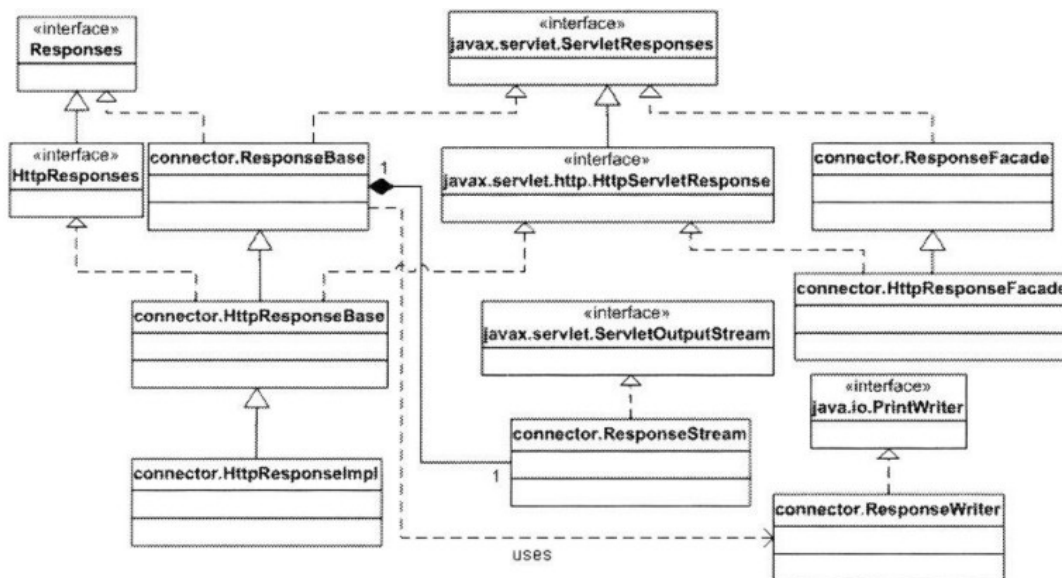 «interface»
Responses
«interface»
javax.servlet.ServletResponses
«interface»
HttpResponses
connector.ResponseBase
1
«interface»
javax.servlet.http.HttpServletResponse
connector.ResponseFacade
connector.HttpResponseBase
«interface»
javax.servlet.ServletOutputStream
connector.HttpResponseFacade
«interface»
java.io.PrintWriter
connector.HttpResponseImpl
connector.ResponseStream
1
connector.ResponseWriter
uses